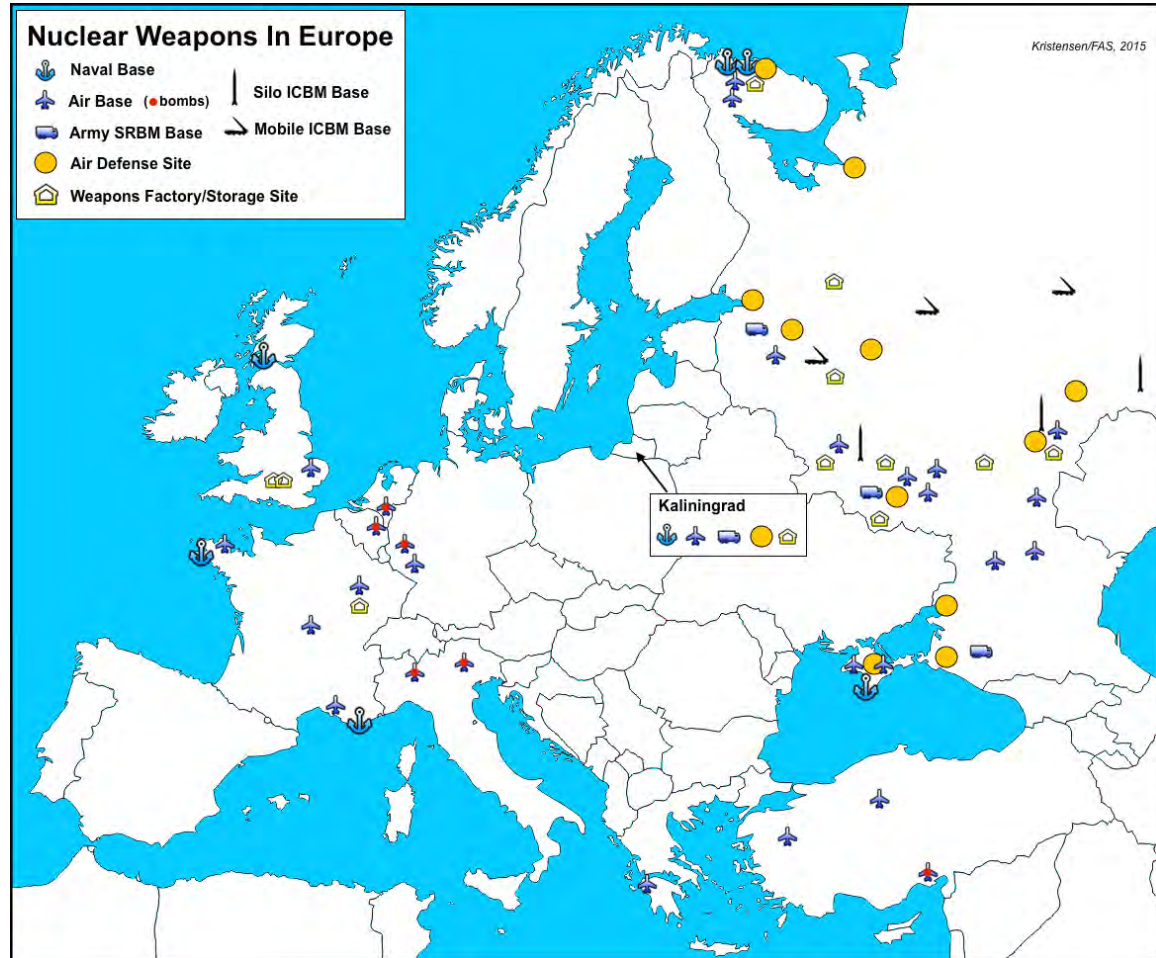 Nuclear Weapons In Europe
Naval Base
Air Base (bombs)
Army SRBM Base
Air Defense Site
Weapons Factory/Storage Site
Silo ICBM Base
Mobile ICBM Base
Kristensen/FAS, 2015
Kaliningrad